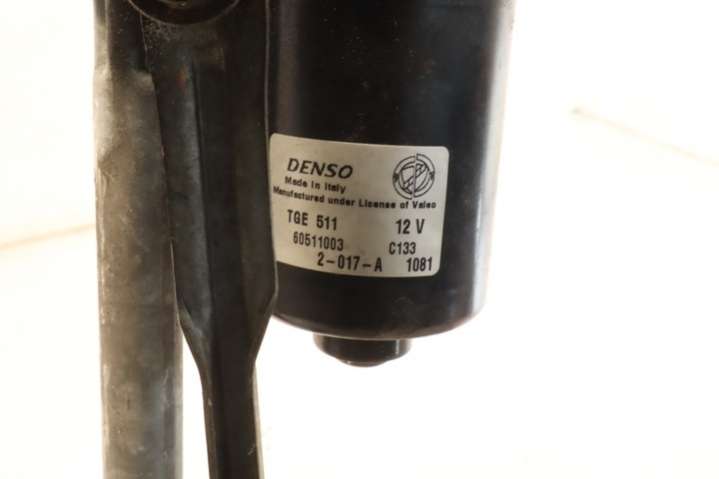 DENSO
Made in Italy
Manufactured under License of Valeo
TGE 511 12 V
60511003 C133
2-017-A 1081